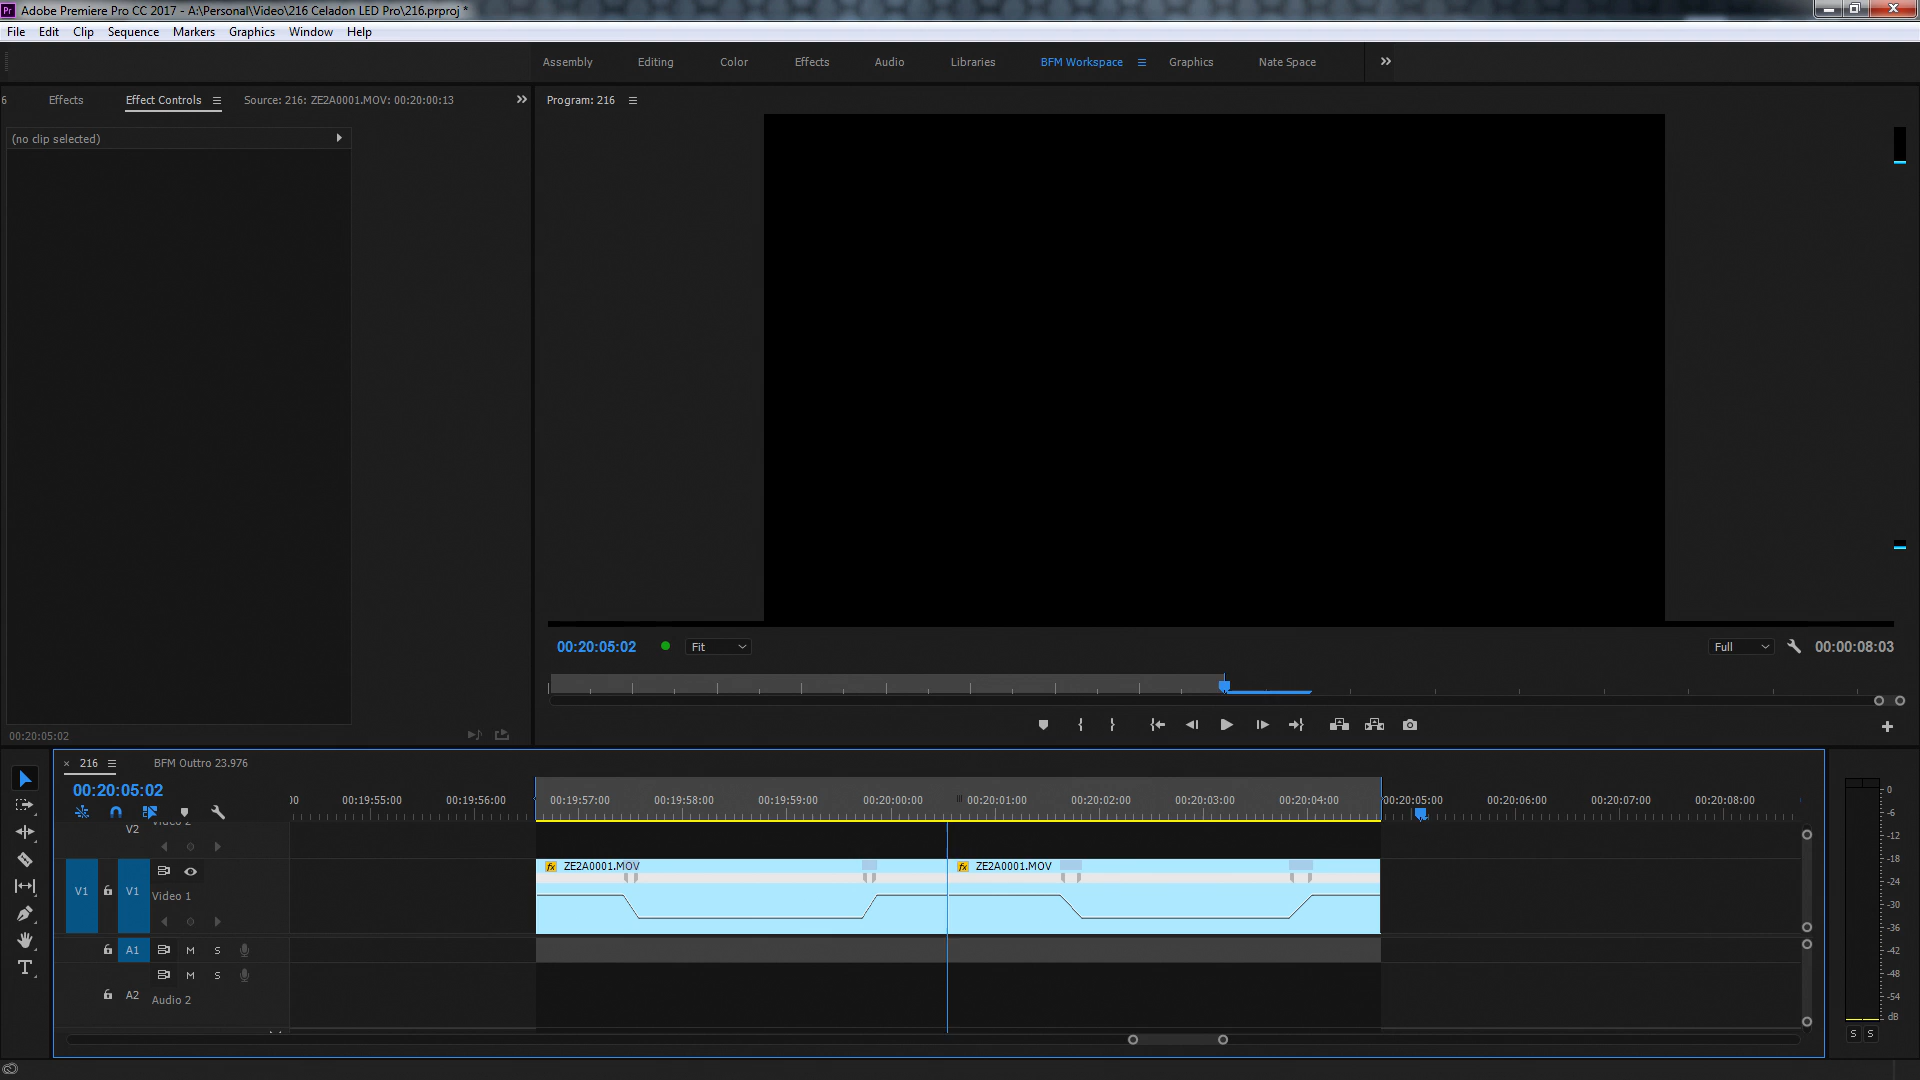 Pr Adobe Premiere Pro CC 2017 - A:\Personal\Video\216 Celadon LED Pro\216.prproj *
File Edit Clip Sequence Markers Graphics Window Help
Assembly Editing Color Effects Audio Libraries BFM Workspace Graphics Nate Space
6 Effects Effect Controls Source: 216: ZE2A0001.MOV: 00:20:00:13
Program: 216
(no clip selected)
00:20:05:02 Fit Full 00:00:08:03
00:20:05:02
× 216 BFM Outtro 23.976
00:20:05:02
00 00:19:55:00 00:19:56:00 00:19:57:00 00:19:58:00 00:19:59:00 00:20:00:00 00:20:01:00 00:20:02:00 00:20:03:00 00:20:04:00 00:20:05:00 00:20:06:00 00:20:07:00 00:20:08:00
V2 Video 2
fx ZE2A0001.MOV fx ZE2A0001.MOV
V1 V1
Video 1
A1 M S
M S
A2 Audio 2
T
0
-6
-12
-18
-24
-30
-36
-42
-48
-54
dB
S S